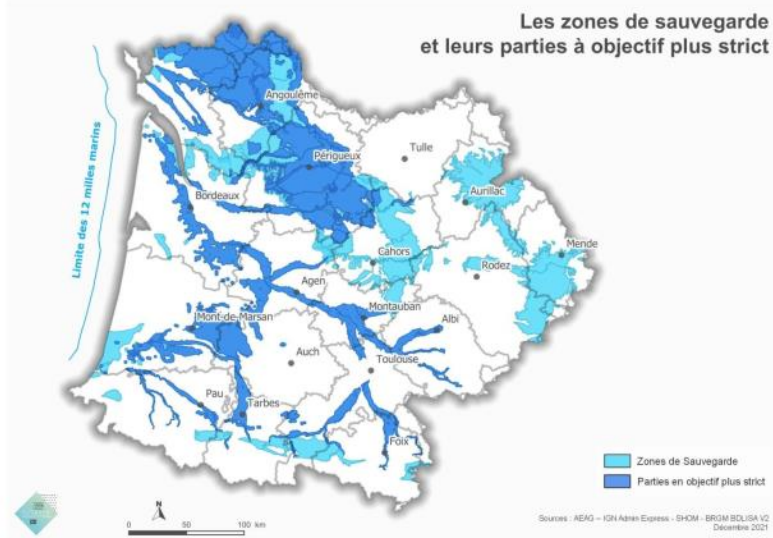 Les zones de sauvegarde
et leurs parties à objectif plus strict
Limite des 12 milles marins
Angoulême
Périgueux
Tulle
Aurillac
Bordeaux
Mende
Cahors
Rodez
Agen
Montauban
Mont-de-Marsan
Albi
Auch
Toulouse
Pau
Tarbes
Foix
Zones de Sauvegarde
Parties en objectif plus strict
N
0 50 100 km
Sources : AEAG – IGN Admin Express - SHOM - BRGM BDLISA V2
Décembre 2021